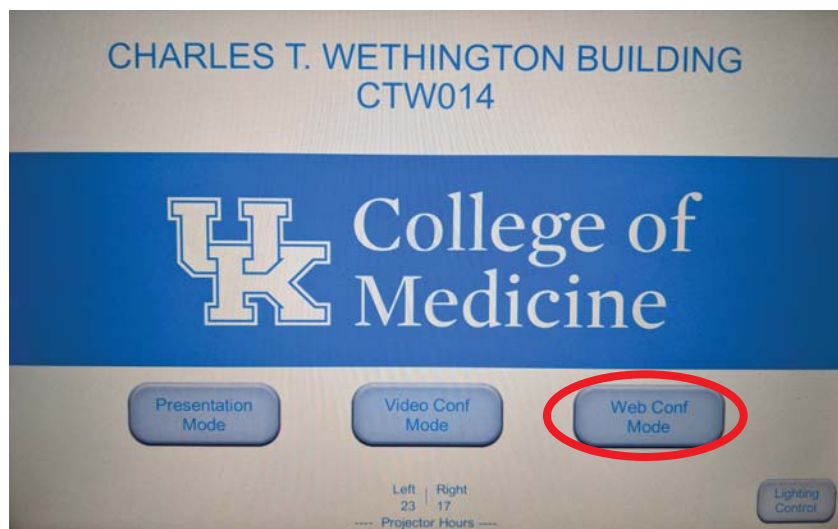 CHARLES T. WETHINGTON BUILDING
CTW014
UK
College of
Medicine
Presentation
Mode
Video Conf
Mode
Web Conf
Mode
Left | Right
23 | 17
---- Projector Hours ----
Lighting
Control